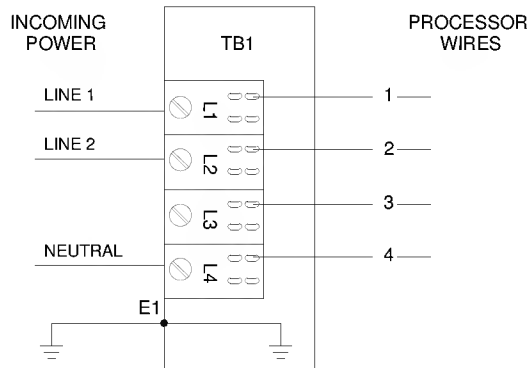 INCOMING
POWER
TB1
PROCESSOR
WIRES
LINE 1
L1
1
LINE 2
L2
2
L3
3
NEUTRAL
L4
4
E1